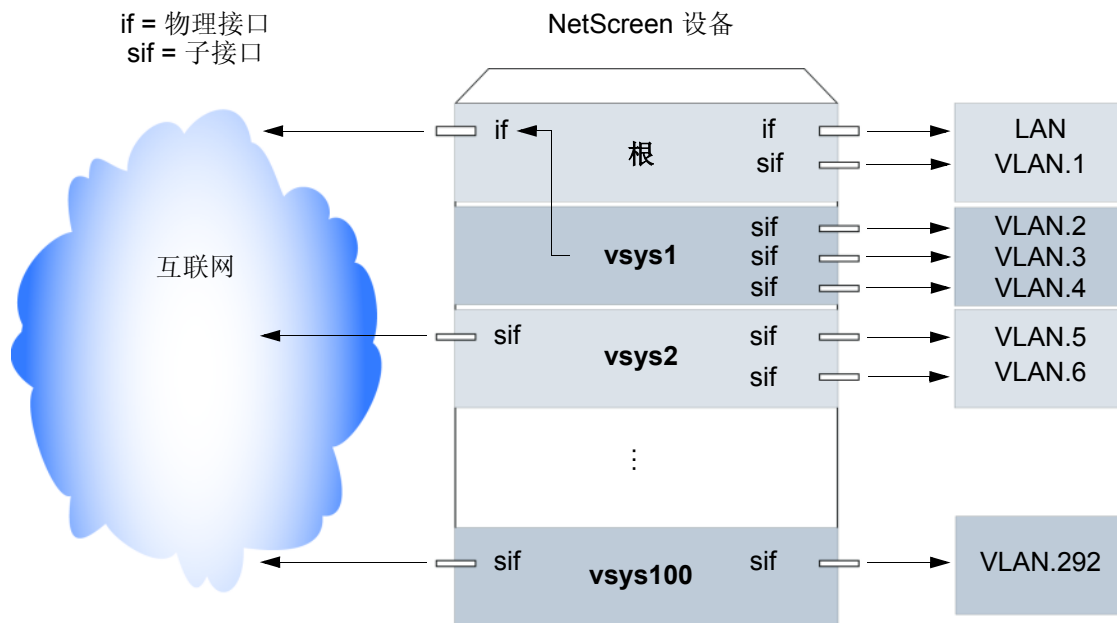 if = 物理接口
sif = 子接口
NetScreen 设备
if
根
if
LAN
sif
VLAN.1
互联网
vsys1
sif
VLAN.2
sif
VLAN.3
sif
VLAN.4
sif
vsys2
sif
VLAN.5
sif
VLAN.6
⋮
sif
vsys100
sif
VLAN.292